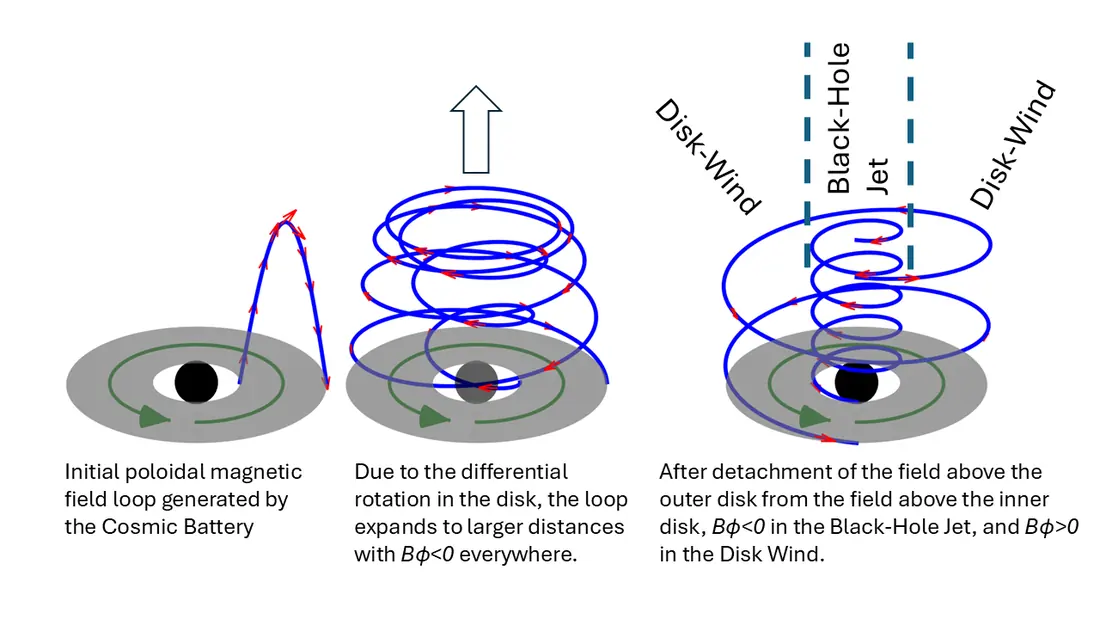 Disk-Wind
Black-Hole
Jet
Disk-Wind
Initial poloidal magnetic
field loop generated by
the Cosmic Battery
Due to the differential
rotation in the disk, the loop
expands to larger distances
with Bϕ<0 everywhere.
After detachment of the field above the
outer disk from the field above the inner
disk, Bϕ<0 in the Black-Hole Jet, and Bϕ>0
in the Disk Wind.